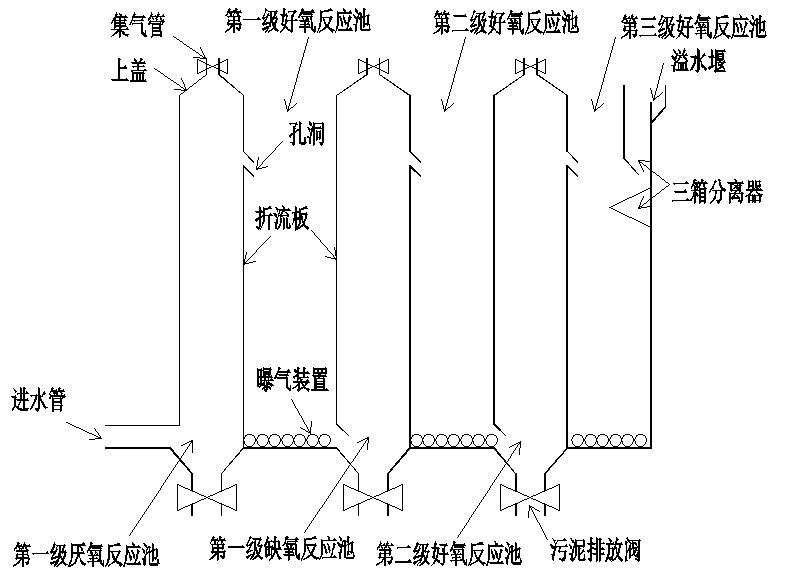 集气管
第一级好氧反应池
第二级好氧反应池
第三级好氧反应池
上盖
溢水堰
孔洞
三箱分离器
折流板
曝气装置
进水管
第一级厌氧反应池
第一级缺氧反应池
第二级好氧反应池
污泥排放阀